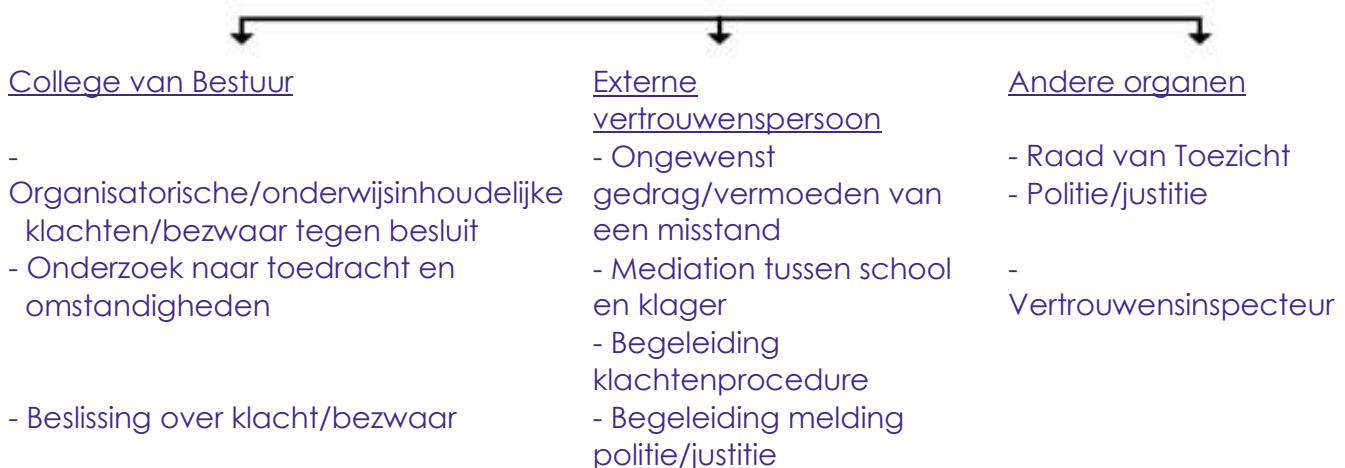 College van Bestuur
-
Organisatorische/onderwijsinhoudelijke
klachten/bezwaar tegen besluit
- Onderzoek naar toedracht en
omstandigheden
- Beslissing over klacht/bezwaar
Externe
vertrouwenspersoon
- Ongewenst
gedrag/vermoeden van
een misstand
- Mediation tussen school
en klager
- Begeleiding
klachtenprocedure
- Begeleiding melding
politie/justitie
Andere organen
- Raad van Toezicht
- Politie/justitie
-
Vertrouwensinspecteur